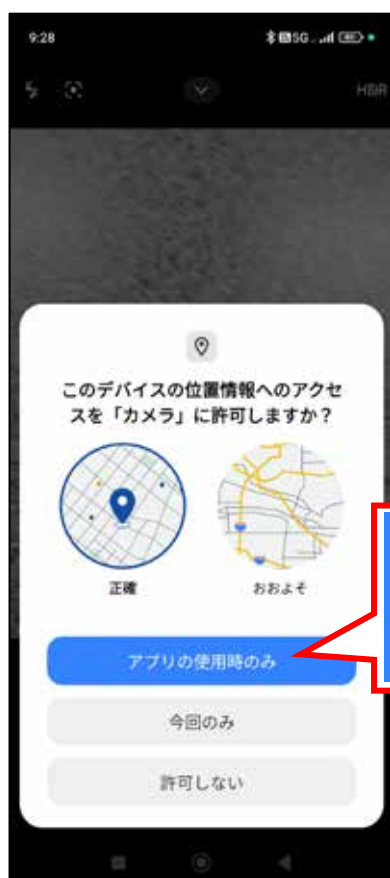 9:28
5G
HDR
このデバイスの位置情報へのアクセ
スを「カメラ」に許可しますか？
正確
おおよそ
アプリの使用時のみ
今回のみ
許可しない